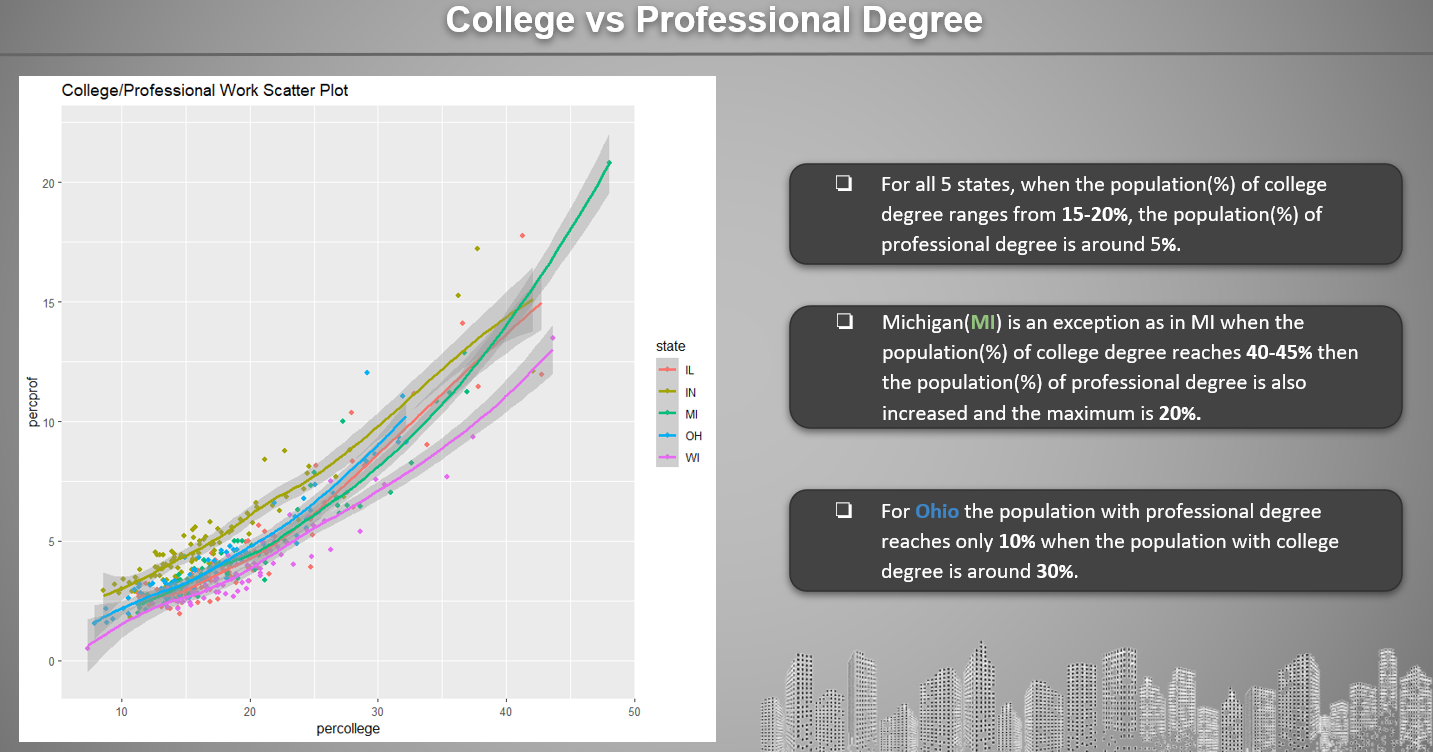 College vs Professional Degree
College/Professional Work Scatter Plot
20
15
10
5
0
percprof
10 20 30 40 50
percollege
state
IL
IN
MI
OH
WI
For all 5 states, when the population(%) of college
degree ranges from 15-20%, the population(%) of
professional degree is around 5%.
Michigan(MI) is an exception as in MI when the
population(%) of college degree reaches 40-45% then
the population(%) of professional degree is also
increased and the maximum is 20%.
For Ohio the population with professional degree
reaches only 10% when the population with college
degree is around 30%.